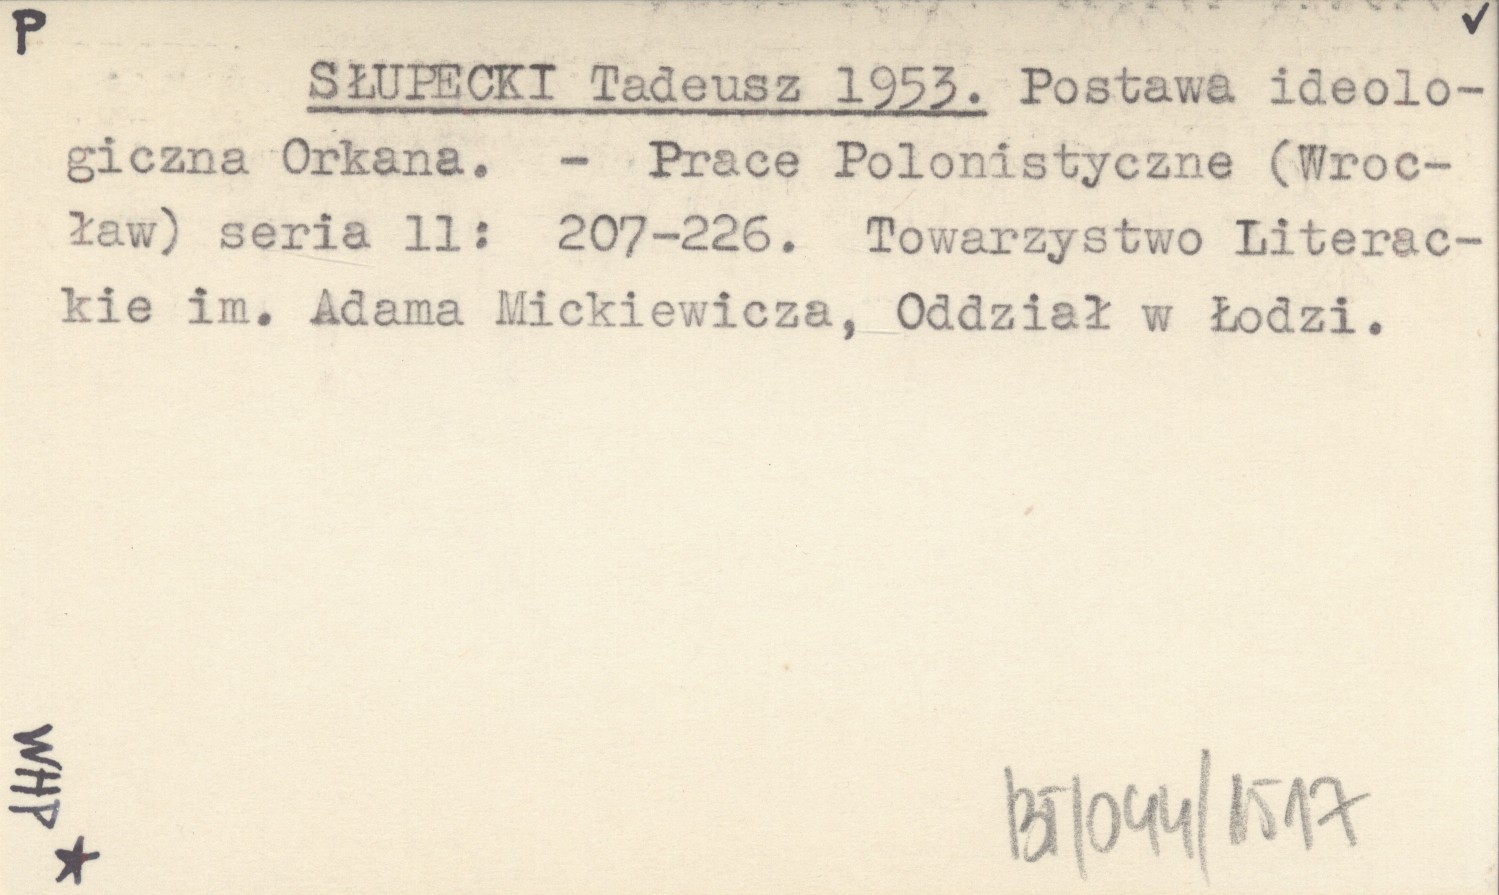 P
✓
SŁUPECKI Tadeusz 1953. Postawa ideolo-
giczna Orkana. - Prace Polonistyczne (Wroc-
ław) seria 11: 207-226. Towarzystwo Literac-
kie im. Adama Mickiewicza, Oddział w Łodzi.
WHP
★
BT/044/1517